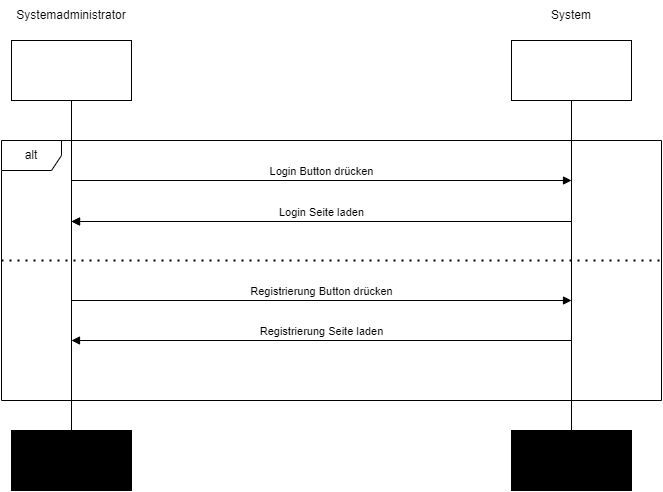 Systemadministrator
System
alt
Login Button drücken
Login Seite laden
Registrierung Button drücken
Registrierung Seite laden